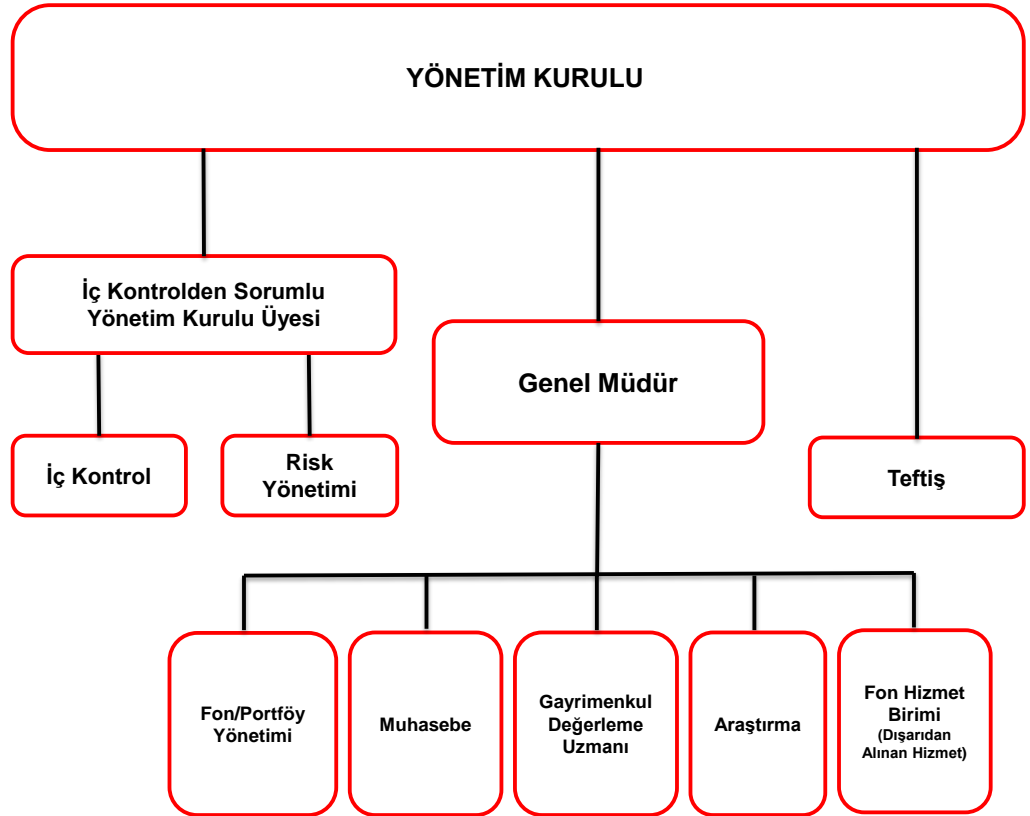 YÖNETİM KURULU
İç Kontrolden Sorumlu
Yönetim Kurulu Üyesi
Genel Müdür
İç Kontrol
Risk
Yönetimi
Teftiş
Fon/Portföy
Yönetimi
Muhasebe
Gayrimenkul
Değerleme
Uzmanı
Araştırma
Fon Hizmet
Birimi
(Dışarıdan
Alınan Hizmet)